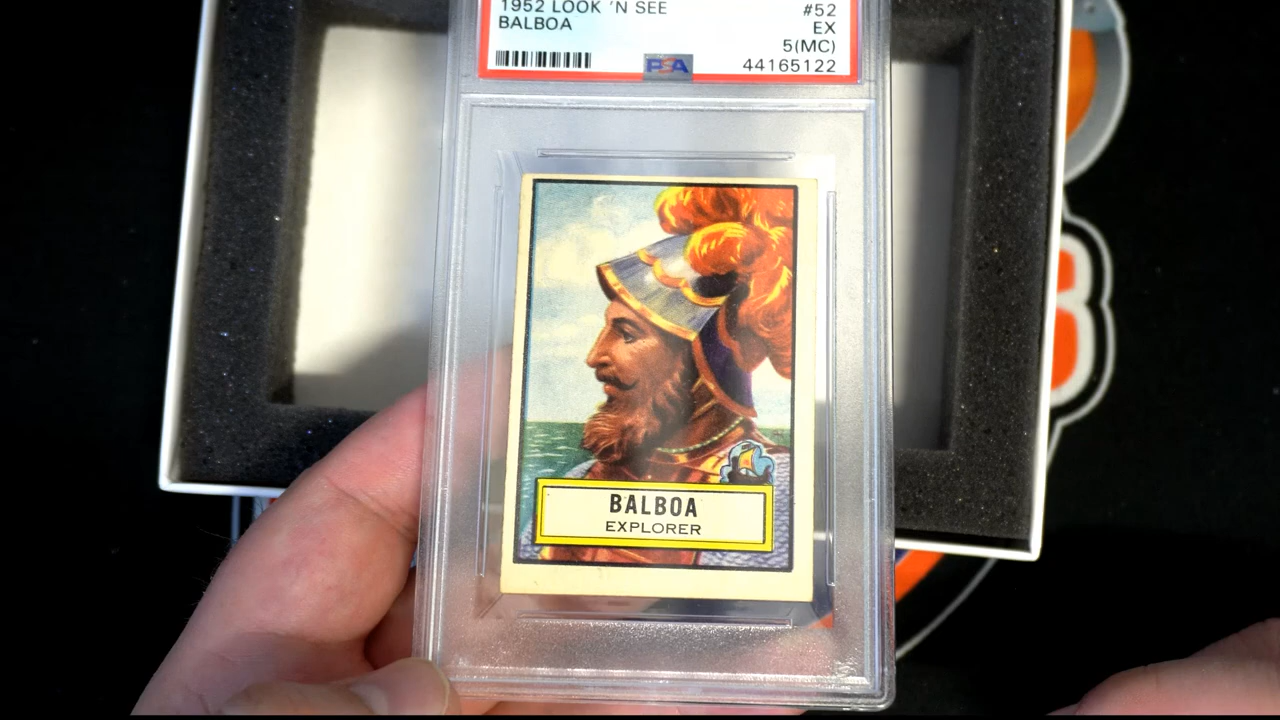 1952 LOOK 'N SEE
#52
BALBOA
EX
5(MC)
PSA
44165122
BALBOA
EXPLORER